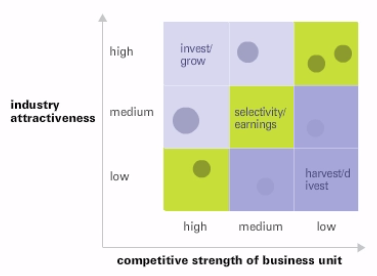 high
invest/
grow
industry
attractiveness
medium
selectivity/
earnings
low
harvest/d
ivest
high
medium
low
competitive strength of business unit